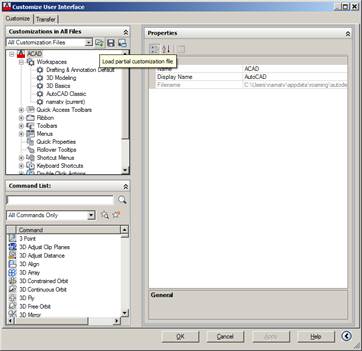 Customize User Interface
Customize
Transfer
Customizations in All Files
All Customization Files
Load partial customization file
ACAD
Workspaces
Drafting & Annotation Default
3D Modeling
3D Basics
AutoCAD Classic
namatv (current)
Quick Access Toolbars
Ribbon
Toolbars
Menus
Quick Properties
Rollover Tooltips
Shortcut Menus
Keyboard Shortcuts
Double Click Actions
Command List:
All Commands Only
Command
3 Point
3D Adjust Clip Planes
3D Adjust Distance
3D Align
3D Array
3D Constrained Orbit
3D Continuous Orbit
3D Fly
3D Free Orbit
3D Mirror
Properties
Name ACAD
Display Name AutoCAD
Filename C:\Users\namatv\appdata\roaming\autode
General
OK
Cancel
Apply
Help